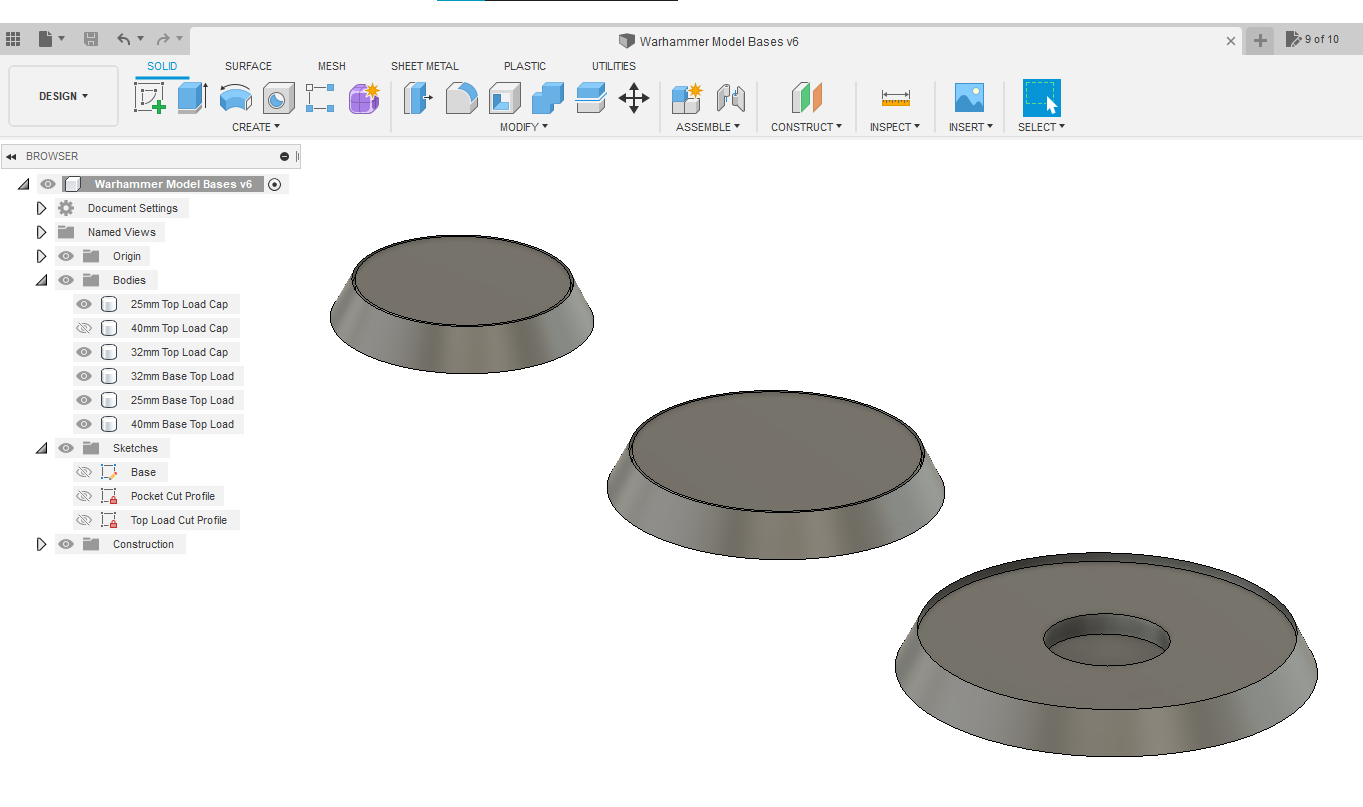 Warhammer Model Bases v6
9 of 10
DESIGN
SOLID SURFACE MESH SHEET METAL PLASTIC UTILITIES
CREATE MODIFY ASSEMBLE CONSTRUCT INSPECT INSERT SELECT
BROWSER
Warhammer Model Bases v6
Document Settings
Named Views
Origin
Bodies
25mm Top Load Cap
40mm Top Load Cap
32mm Top Load Cap
32mm Base Top Load
25mm Base Top Load
40mm Base Top Load
Sketches
Base
Pocket Cut Profile
Top Load Cut Profile
Construction